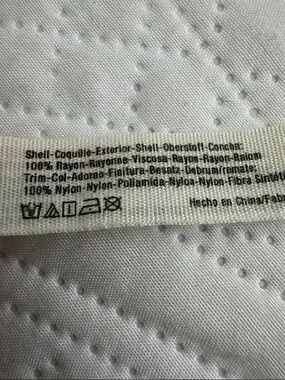 Shell-Coquille-Exterior-Shell-Oberstoff-Concha:
100% Rayon-Rayonne-Viscosa-Rayon-Rayon-Raiom
Trim-Col-Adorno-Finitura-Besatz-Debrum/remate:
100% Nylon-Nylon-Poliamida-Nylon-Nylon-Fibra
Hecho en China/